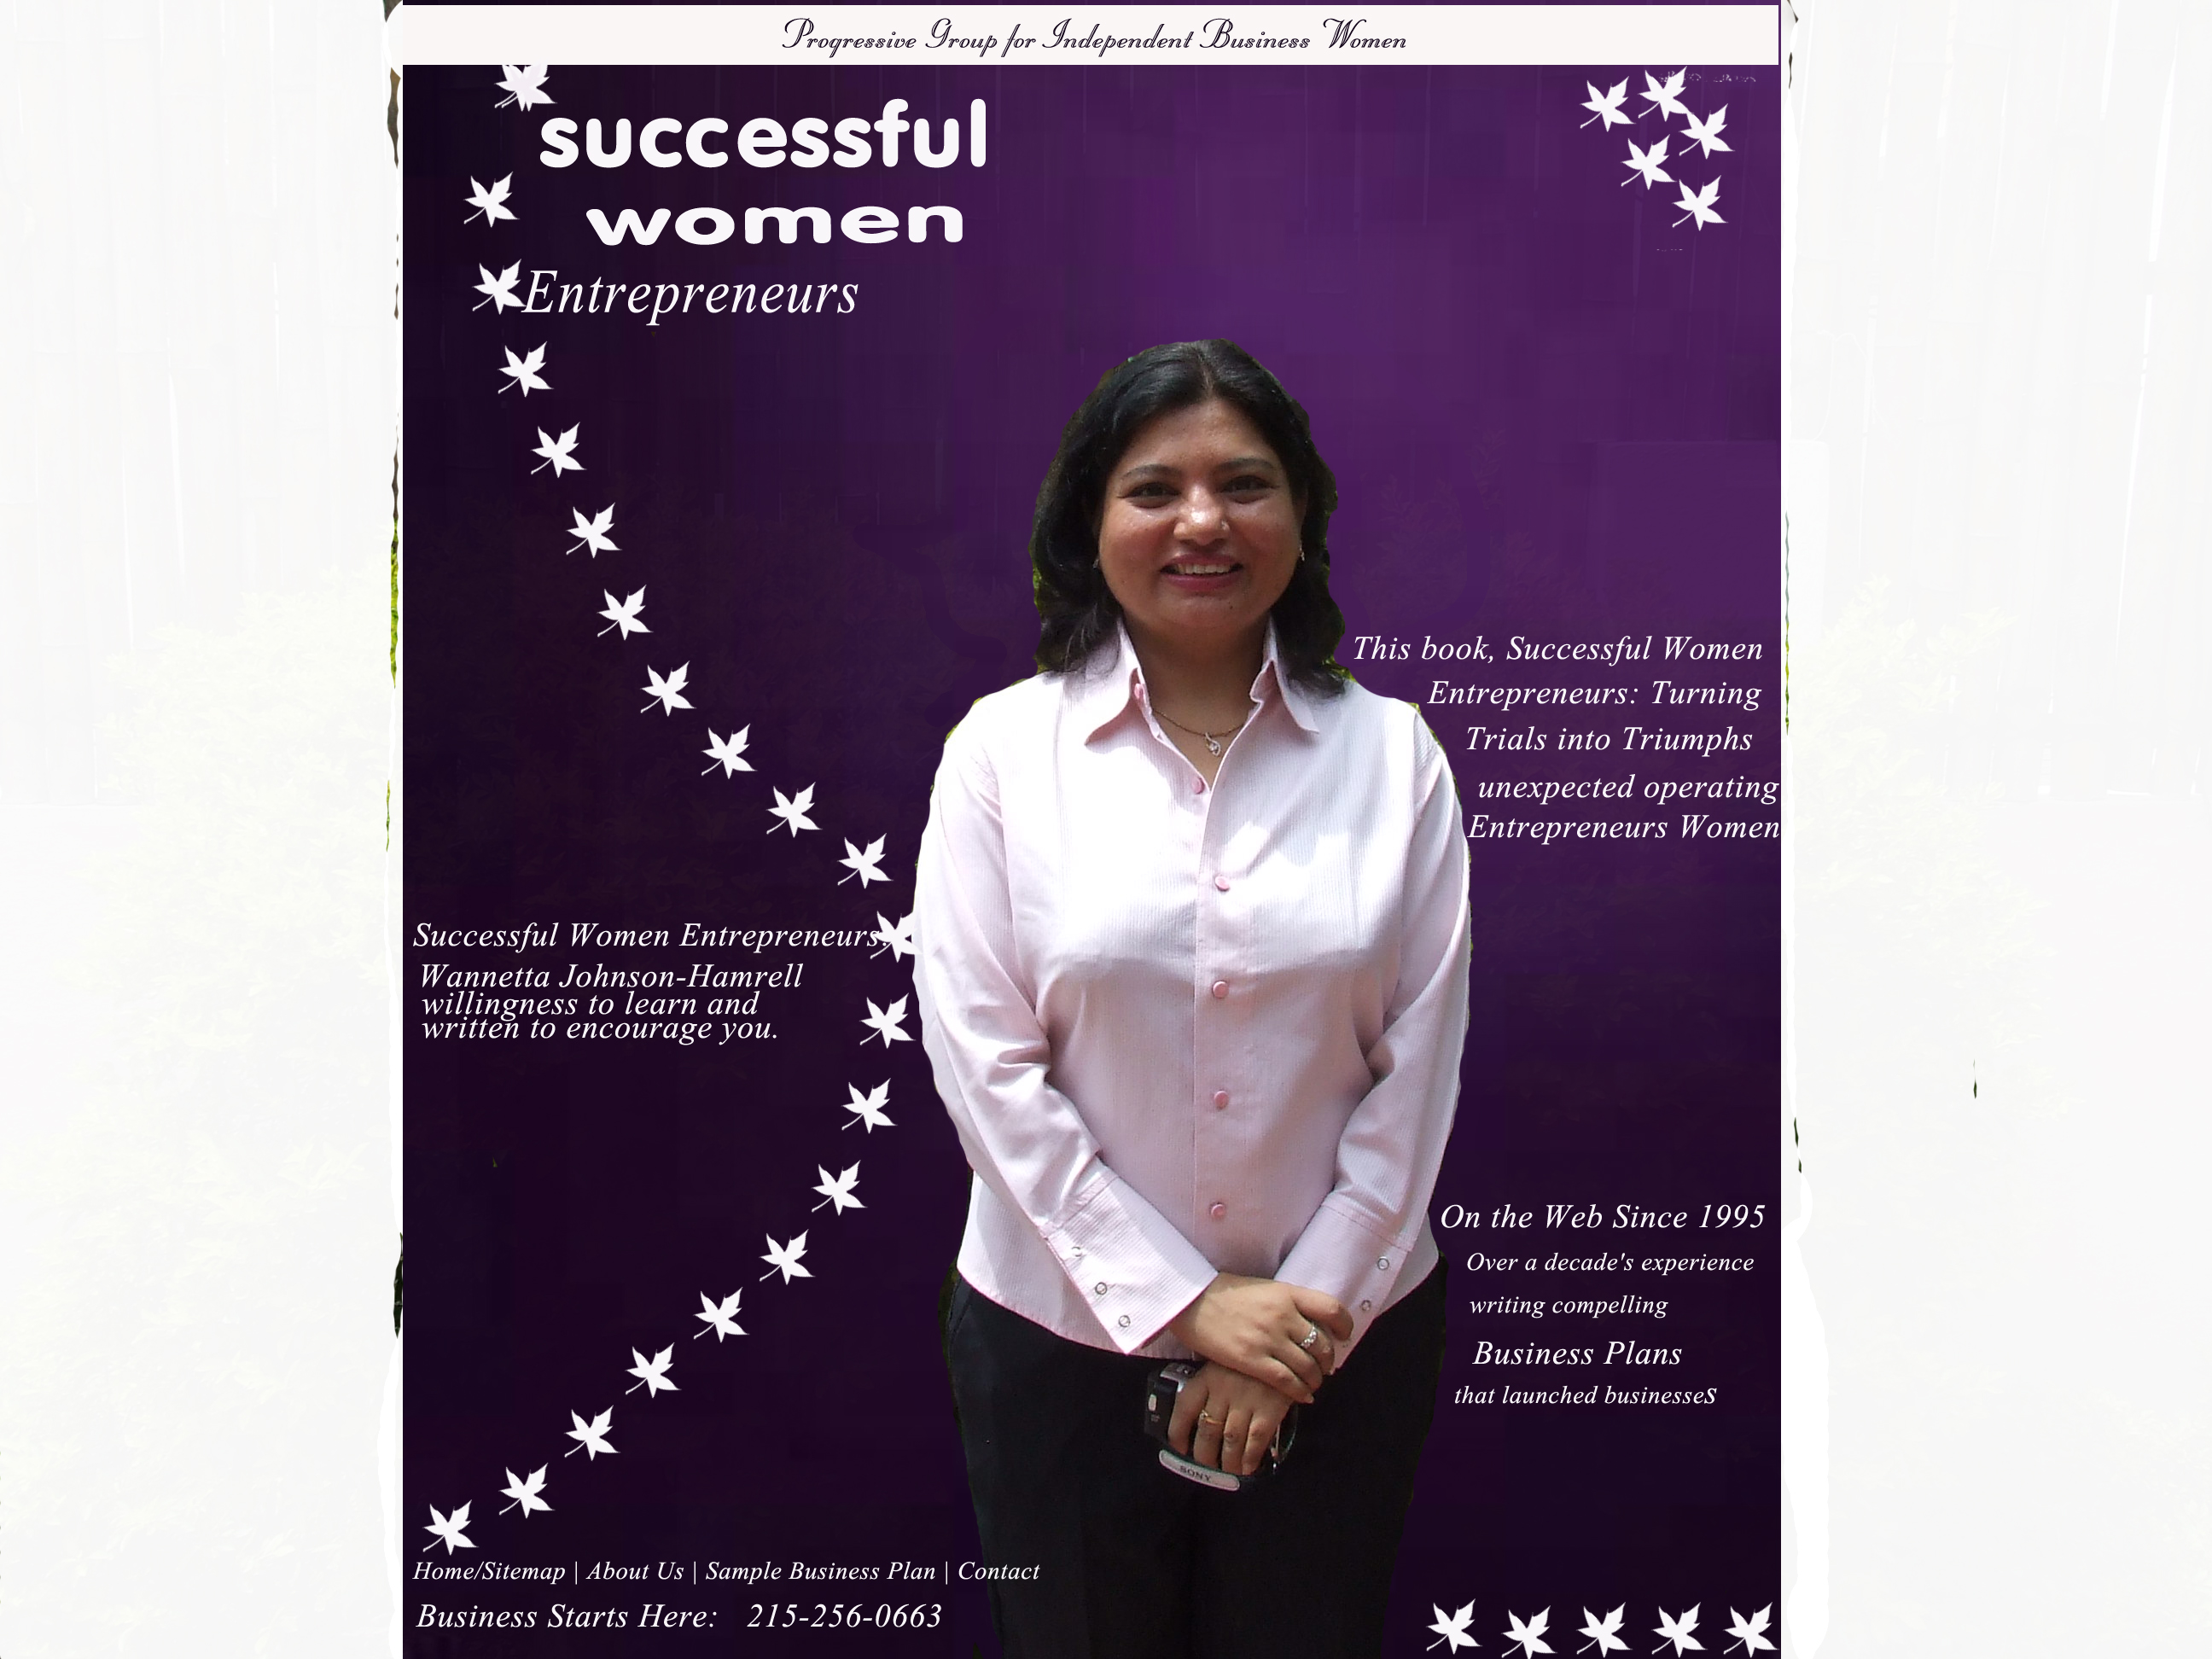 Progressive Group for Independent Business Women
successful
women
Entrepreneurs
This book, Successful Women
Entrepreneurs: Turning
Trials into Triumphs
unexpected operating
Entrepreneurs Women
Successful Women Entrepreneurs,
Wannetta Johnson-Hamrell
willingness to learn and
written to encourage you.
On the Web Since 1995
Over a decade's experience
writing compelling
Business Plans
that launched businesses
SONY
Home/Sitemap | About Us | Sample Business Plan | Contact
Business Starts Here: 215-256-0663